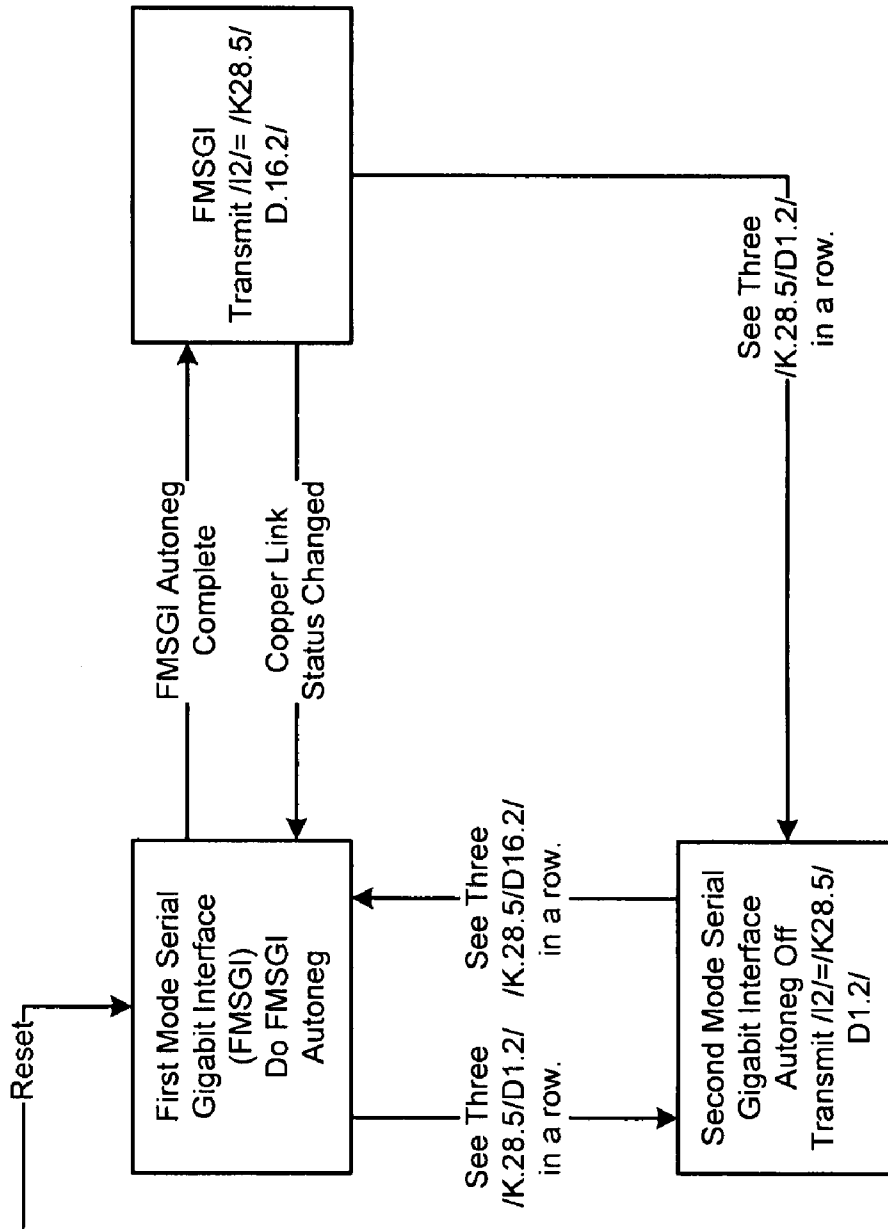 Reset
First Mode Serial
Gigabit Interface
(FMSGI)
Do FMSGI
Autoneg
FMSGI Autoneg
Complete
Copper Link
Status Changed
FMSGI
Transmit /I2/= /K28.5/
D.16.2/
See Three
/K.28.5/D1.2/
in a row.
See Three
/K.28.5/D16.2/
in a row.
See Three
/K.28.5/D1.2/
in a row.
Second Mode Serial
Gigabit Interface
Autoneg Off
Transmit /I2/=/K28.5/
D1.2/